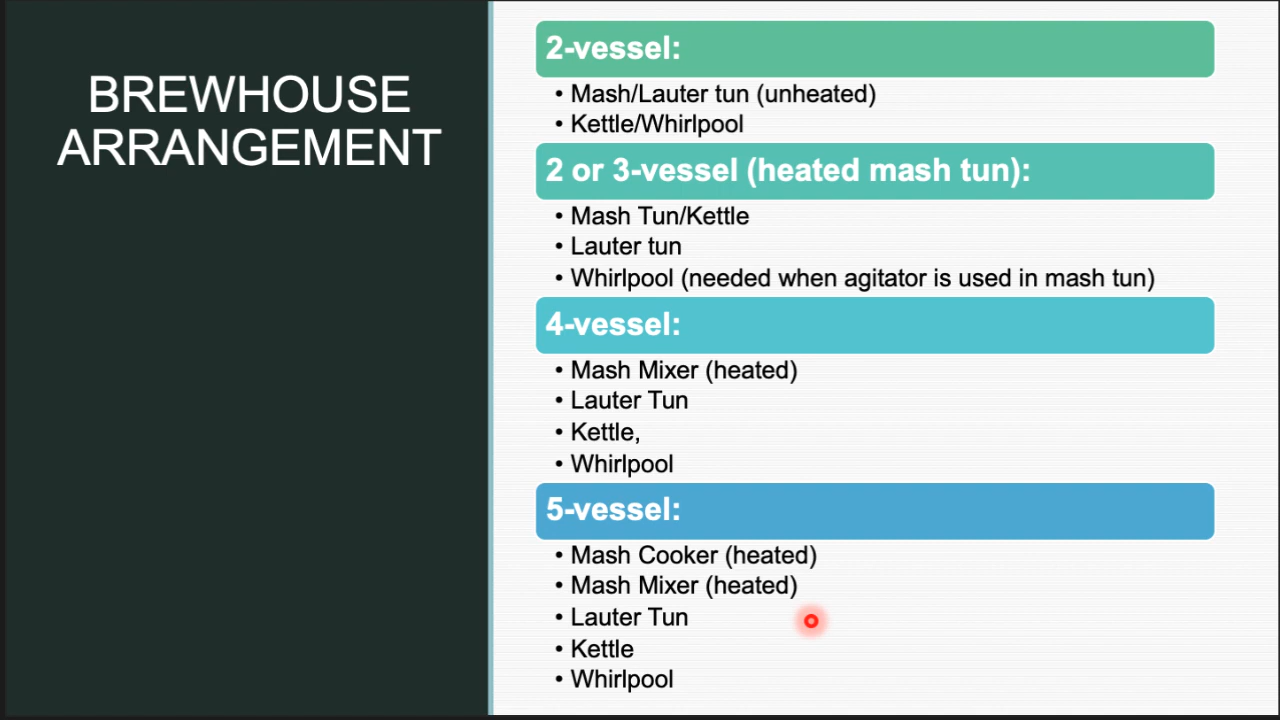 BREWHOUSE
ARRANGEMENT
2-vessel:
• Mash/Lauter tun (unheated)
• Kettle/Whirlpool
2 or 3-vessel (heated mash tun):
• Mash Tun/Kettle
• Lauter tun
• Whirlpool (needed when agitator is used in mash tun)
4-vessel:
• Mash Mixer (heated)
• Lauter Tun
• Kettle,
• Whirlpool
5-vessel:
• Mash Cooker (heated)
• Mash Mixer (heated)
• Lauter Tun
• Kettle
• Whirlpool